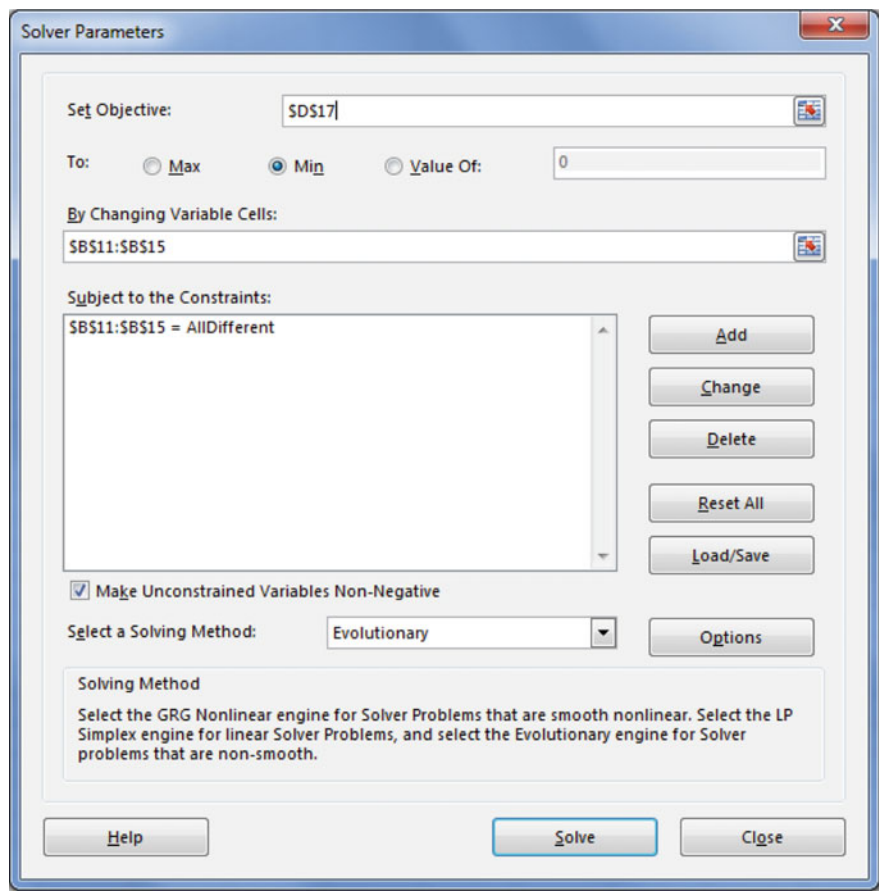 Solver Parameters
Set Objective:
$D$17
To:
Max
Min
Value Of:
0
By Changing Variable Cells:
$B$11:$B$15
Subject to the Constraints:
$B$11:$B$15 = AllDifferent
Add
Change
Delete
Reset All
Load/Save
Make Unconstrained Variables Non-Negative
Select a Solving Method:
Evolutionary
Options
Solving Method
Select the GRG Nonlinear engine for Solver Problems that are smooth nonlinear. Select the LP
Simplex engine for linear Solver Problems, and select the Evolutionary engine for Solver
problems that are non-smooth.
Help
Solve
Close